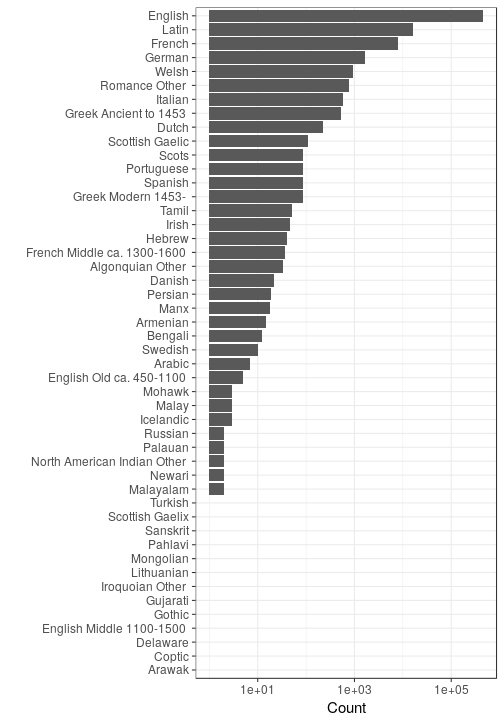 English
Latin
French
German
Welsh
Romance Other
Italian
Greek Ancient to 1453
Dutch
Scottish Gaelic
Scots
Portuguese
Spanish
Greek Modern 1453-
Tamil
Irish
Hebrew
French Middle ca. 1300-1600
Algonquian Other
Danish
Persian
Manx
Armenian
Bengali
Swedish
Arabic
English Old ca. 450-1100
Mohawk
Malay
Icelandic
Russian
Palauan
North American Indian Other
Newari
Malayalam
Turkish
Scottish Gaelix
Sanskrit
Pahlavi
Mongolian
Lithuanian
Iroquoian Other
Gujarati
Gothic
English Middle 1100-1500
Delaware
Coptic
Arawak
1e+01 1e+03 1e+05
Count